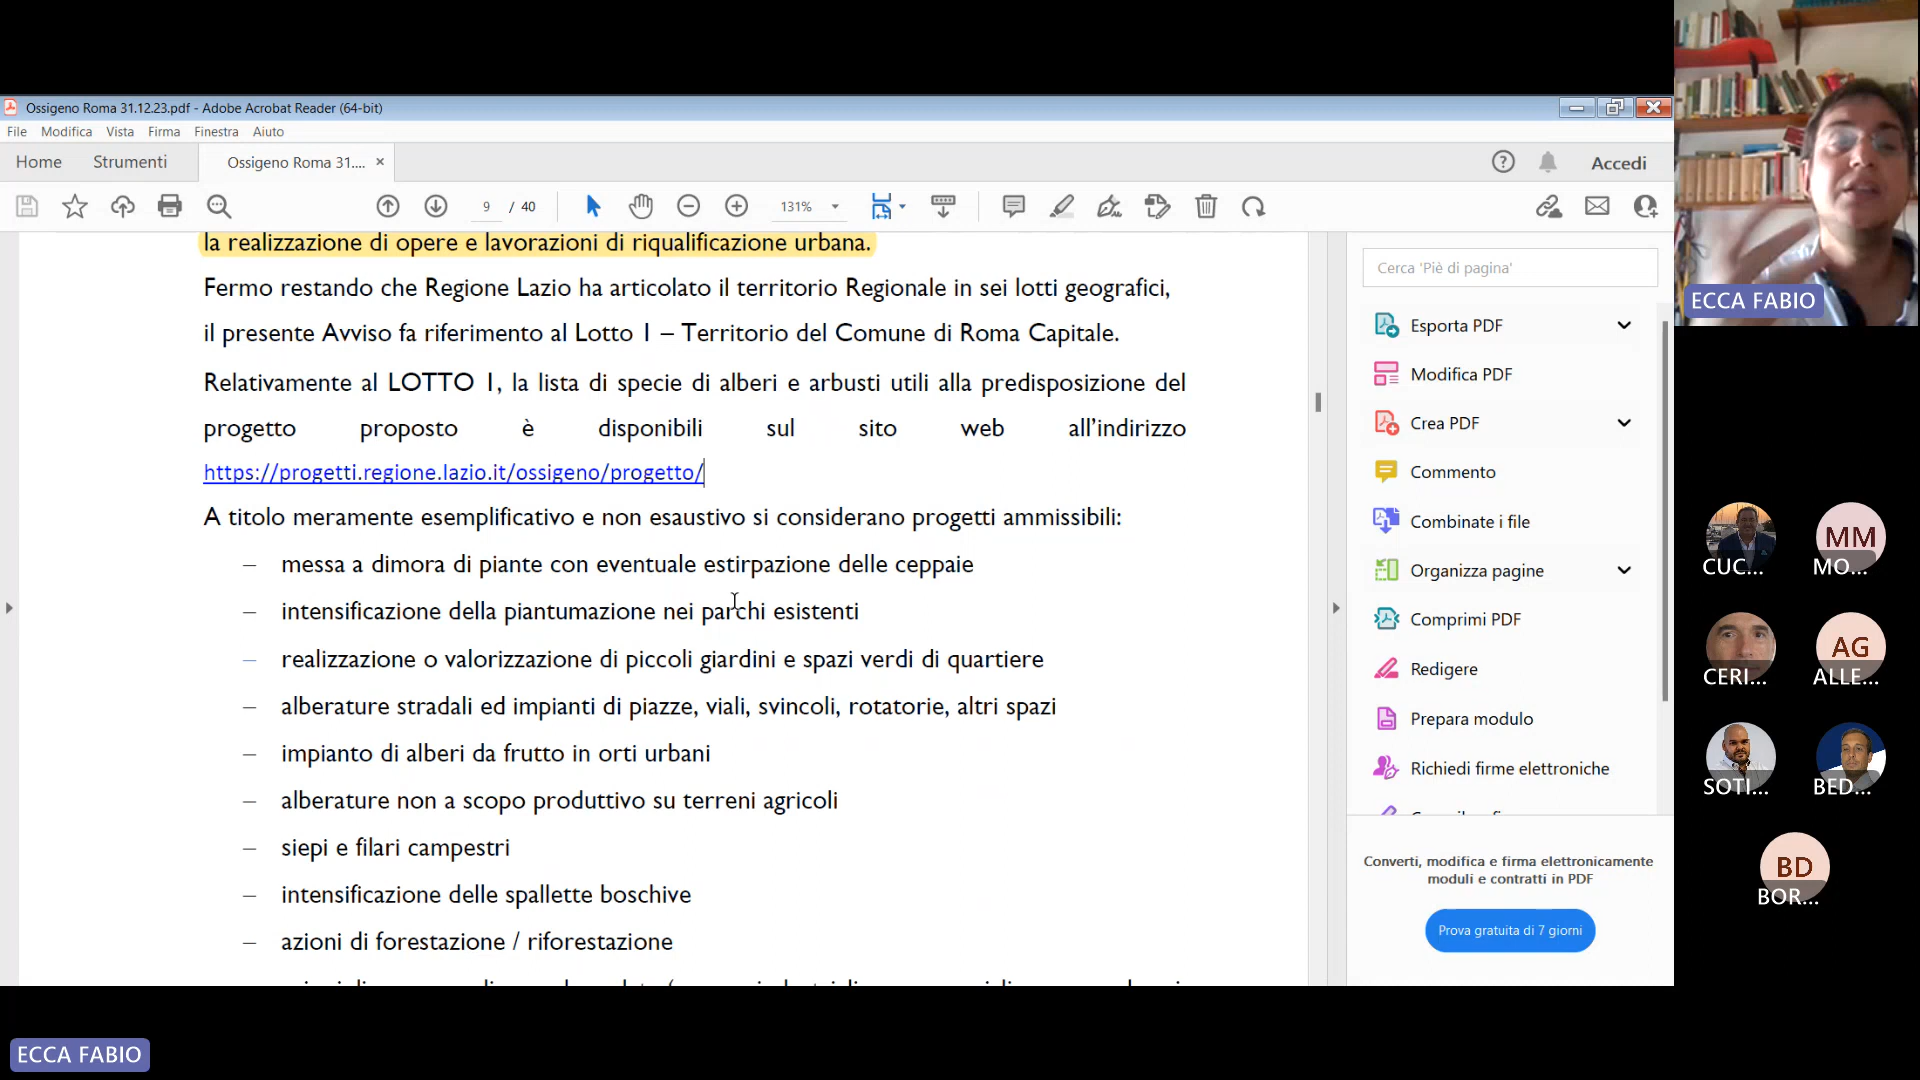 Ossigeno Roma 31.12.23.pdf - Adobe Acrobat Reader (64-bit)
File Modifica Vista Firma Finestra Aiuto
Home Strumenti Ossigeno Roma 31.... × Accedi
9 / 40 131%
la realizzazione di opere e lavorazioni di riqualificazione urbana.
Fermo restando che Regione Lazio ha articolato il territorio Regionale in sei lotti geografici,
il presente Avviso fa riferimento al Lotto 1 – Territorio del Comune di Roma Capitale.
Relativamente al LOTTO 1, la lista di specie di alberi e arbusti utili alla predisposizione del
progetto proposto è disponibili sul sito web all’indirizzo
https://progetti.regione.lazio.it/ossigeno/progetto/
A titolo meramente esemplificativo e non esaustivo si considerano progetti ammissibili:
– messa a dimora di piante con eventuale estirpazione delle ceppaie
– intensificazione della piantumazione nei parchi esistenti
– realizzazione o valorizzazione di piccoli giardini e spazi verdi di quartiere
– alberature stradali ed impianti di piazze, viali, svincoli, rotatorie, altri spazi
– impianto di alberi da frutto in orti urbani
– alberature non a scopo produttivo su terreni agricoli
– siepi e filari campestri
– intensificazione delle spallette boschive
– azioni di forestazione / riforestazione
Cerca 'Piè di pagina'
Esporta PDF
Modifica PDF
Crea PDF
Commento
Combinate i file
Organizza pagine
Comprimi PDF
Redigere
Prepara modulo
Richiedi firme elettroniche
Converti, modifica e firma elettronicamente
moduli e contratti in PDF
Prova gratuita di 7 giorni
ECCA FABIO
CUC...
MM
MO...
CERI...
AG
ALLE...
SOTI...
BED...
BD
BOR...
ECCA FABIO